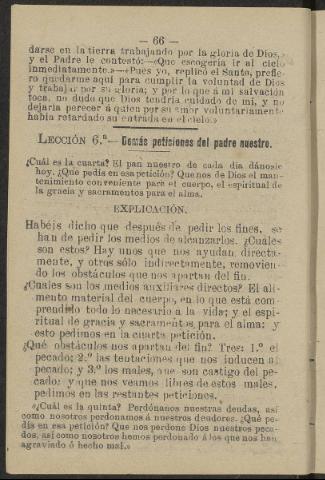 — 66 —
darse en la tierra trabajando por la gloria de Dios,»
y el Padre le contestó:—«Que escogería ir al cielo
inmediatamente.»—«Pues yo, replicó el Santo, prefie-
ro quedarme aquí para cumplir la voluntad de Dios
y trabajar por su gloria; y por lo que á mi salvación
toca, no dudo que Dios tendría cuidado de mí, y no
dejaría perecer á quien por su amor voluntariamente
había retardado su entrada en el cielo.»
LECCIÓN 6.ª— Demás peticiones del padre nuestro.
¿Cuál es la cuarta? El pan nuestro de cada día dánosle
hoy. ¿Qué pedís en esa petición? Que nos de Dios el man-
tenimiento conveniente para el cuerpo, el espiritual de
la gracia y sacramentos para el alma.
EXPLICACIÓN.
Habéis dicho que después de pedir los fines, se
han de pedir los medios de alcanzarlos. ¿Cuáles
son estos? Hay unos que nos ayudan directa-
mente, y otros sólo indirectamente, removien-
do los obstáculos que nos apartan del fin.
¿Cuáles son los medios auxiliares directos? El ali-
mento material del cuerpo, en lo que está com-
prendido todo lo necesario a la vida; y el espi-
ritual de gracia y sacramentos para el alma: y
esto pedimos en la cuarta petición.
¿Qué obstáculos nos apartan del fin? Tres: 1.º el
pecado; 2.º las tentaciones que nos inducen al
pecado; y 3.º los males, que son castigo del pe-
cado: y que nos veamos libres de estos males,
pedimos en las restantes peticiones.
«¿Cuál es la quinta? Perdónanos nuestras deudas, así
como nosotros perdonamos á nuestros deudores. ¿Qué pe-
dís en esa petición? Que nos perdone Dios nuestros peca-
dos, así como nosotros hemos perdonado á los que nos han
agraviado ó hecho mal.»